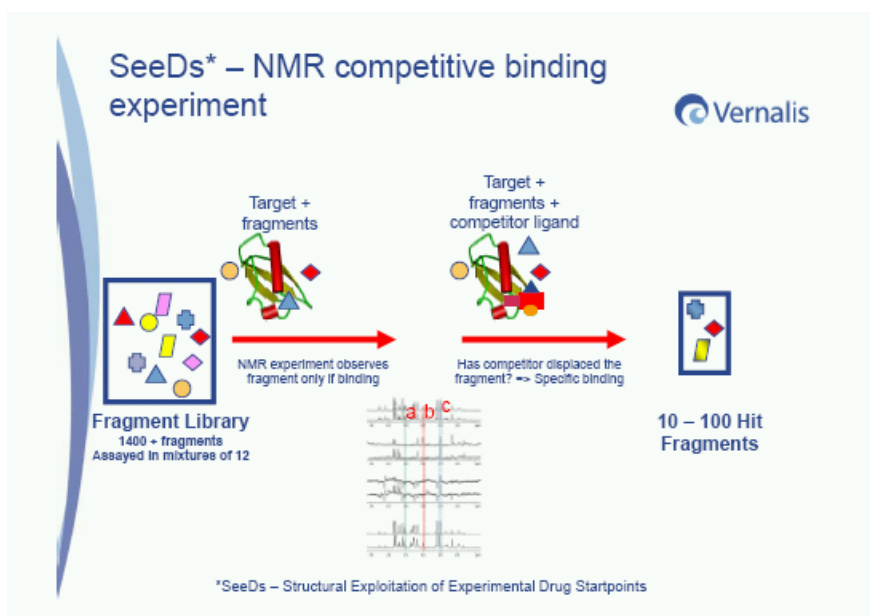 SeeDs* – NMR competitive binding
experiment
Vernalis
Target +
fragments
Target +
fragments +
competitor ligand
NMR experiment observes
fragment only if binding
Has competitor displaced the
fragment? => Specific binding
a b c
Fragment Library
1400 + fragments
Assayed in mixtures of 12
10 – 100 Hit
Fragments
*SeeDs – Structural Exploitation of Experimental Drug Startpoints